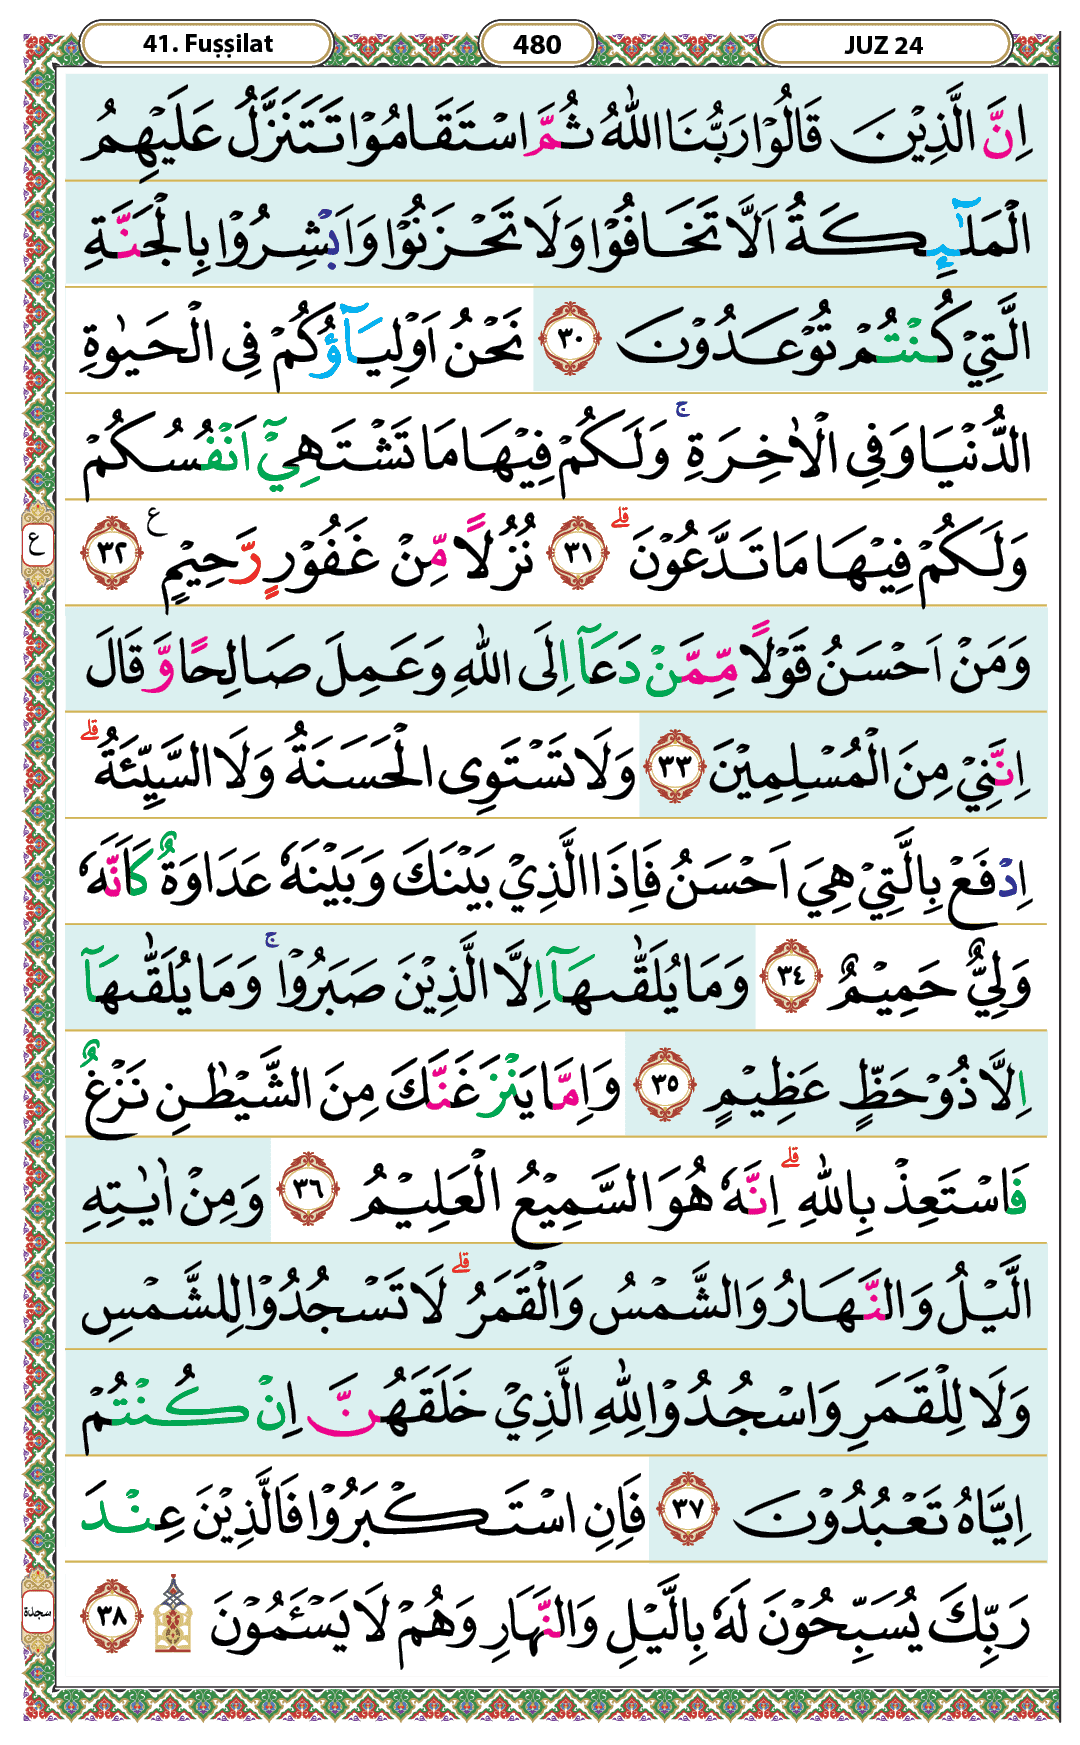 41. Fuṣṣilat 480 JUZ 24
اِنَّ الَّذِيْنَ قَالُوْا رَبُّنَا اللّٰهُ ثُمَّ اسْتَقَامُوْا تَتَنَزَّلُ عَلَيْهِمُ
الْمَلٰٓىِٕكَةُ اَلَّا تَخَافُوْا وَلَا تَحْزَنُوْا وَاَبْشِرُوْا بِالْجَنَّةِ
الَّتِيْ كُنْتُمْ تُوْعَدُوْنَ ٣٠ نَحْنُ اَوْلِيَاۤؤُكُمْ فِى الْحَيٰوةِ
الدُّنْيَا وَفِى الْاٰخِرَةِ ۚ وَلَكُمْ فِيْهَا مَا تَشْتَهِيْٓ اَنْفُسُكُمْ
ع وَلَكُمْ فِيْهَا مَا تَدَّعُوْنَ ۗ ٣١ نُزُلًا مِّنْ غَفُوْرٍ رَّحِيْمٍ ع ٣٢
وَمَنْ اَحْسَنُ قَوْلًا مِّمَّنْ دَعَآ اِلَى اللّٰهِ وَعَمِلَ صَالِحًا وَّقَالَ
اِنَّنِيْ مِنَ الْمُسْلِمِيْنَ ٣٣ وَلَا تَسْتَوِى الْحَسَنَةُ وَلَا السَّيِّئَةُ ۗ
اِدْفَعْ بِالَّتِيْ هِيَ اَحْسَنُ فَاِذَا الَّذِيْ بَيْنَكَ وَبَيْنَهٗ عَدَاوَةٌ كَاَنَّهٗ
وَلِيٌّ حَمِيْمٌ ٣٤ وَمَا يُلَقّٰىهَآ اِلَّا الَّذِيْنَ صَبَرُوْا ۚ وَمَا يُلَقّٰىهَآ
اِلَّا ذُوْ حَظٍّ عَظِيْمٍ ٣٥ وَاِمَّا يَنْزَغَنَّكَ مِنَ الشَّيْطٰنِ نَزْغٌ
فَاسْتَعِذْ بِاللّٰهِ ۗ اِنَّهٗ هُوَ السَّمِيْعُ الْعَلِيْمُ ٣٦ وَمِنْ اٰيٰتِهِ
الَّيْلُ وَالنَّهَارُ وَالشَّمْسُ وَالْقَمَرُ ۗ لَا تَسْجُدُوْا لِلشَّمْسِ
وَلَا لِلْقَمَرِ وَاسْجُدُوْا لِلّٰهِ الَّذِيْ خَلَقَهُنَّ اِنْ كُنْتُمْ
اِيَّاهُ تَعْبُدُوْنَ ٣٧ فَاِنِ اسْتَكْبَرُوْا فَالَّذِيْنَ عِنْدَ
سجدة رَبِّكَ يُسَبِّحُوْنَ لَهٗ بِالَّيْلِ وَالنَّهَارِ وَهُمْ لَا يَسْـَٔمُوْنَ ۩ ٣٨